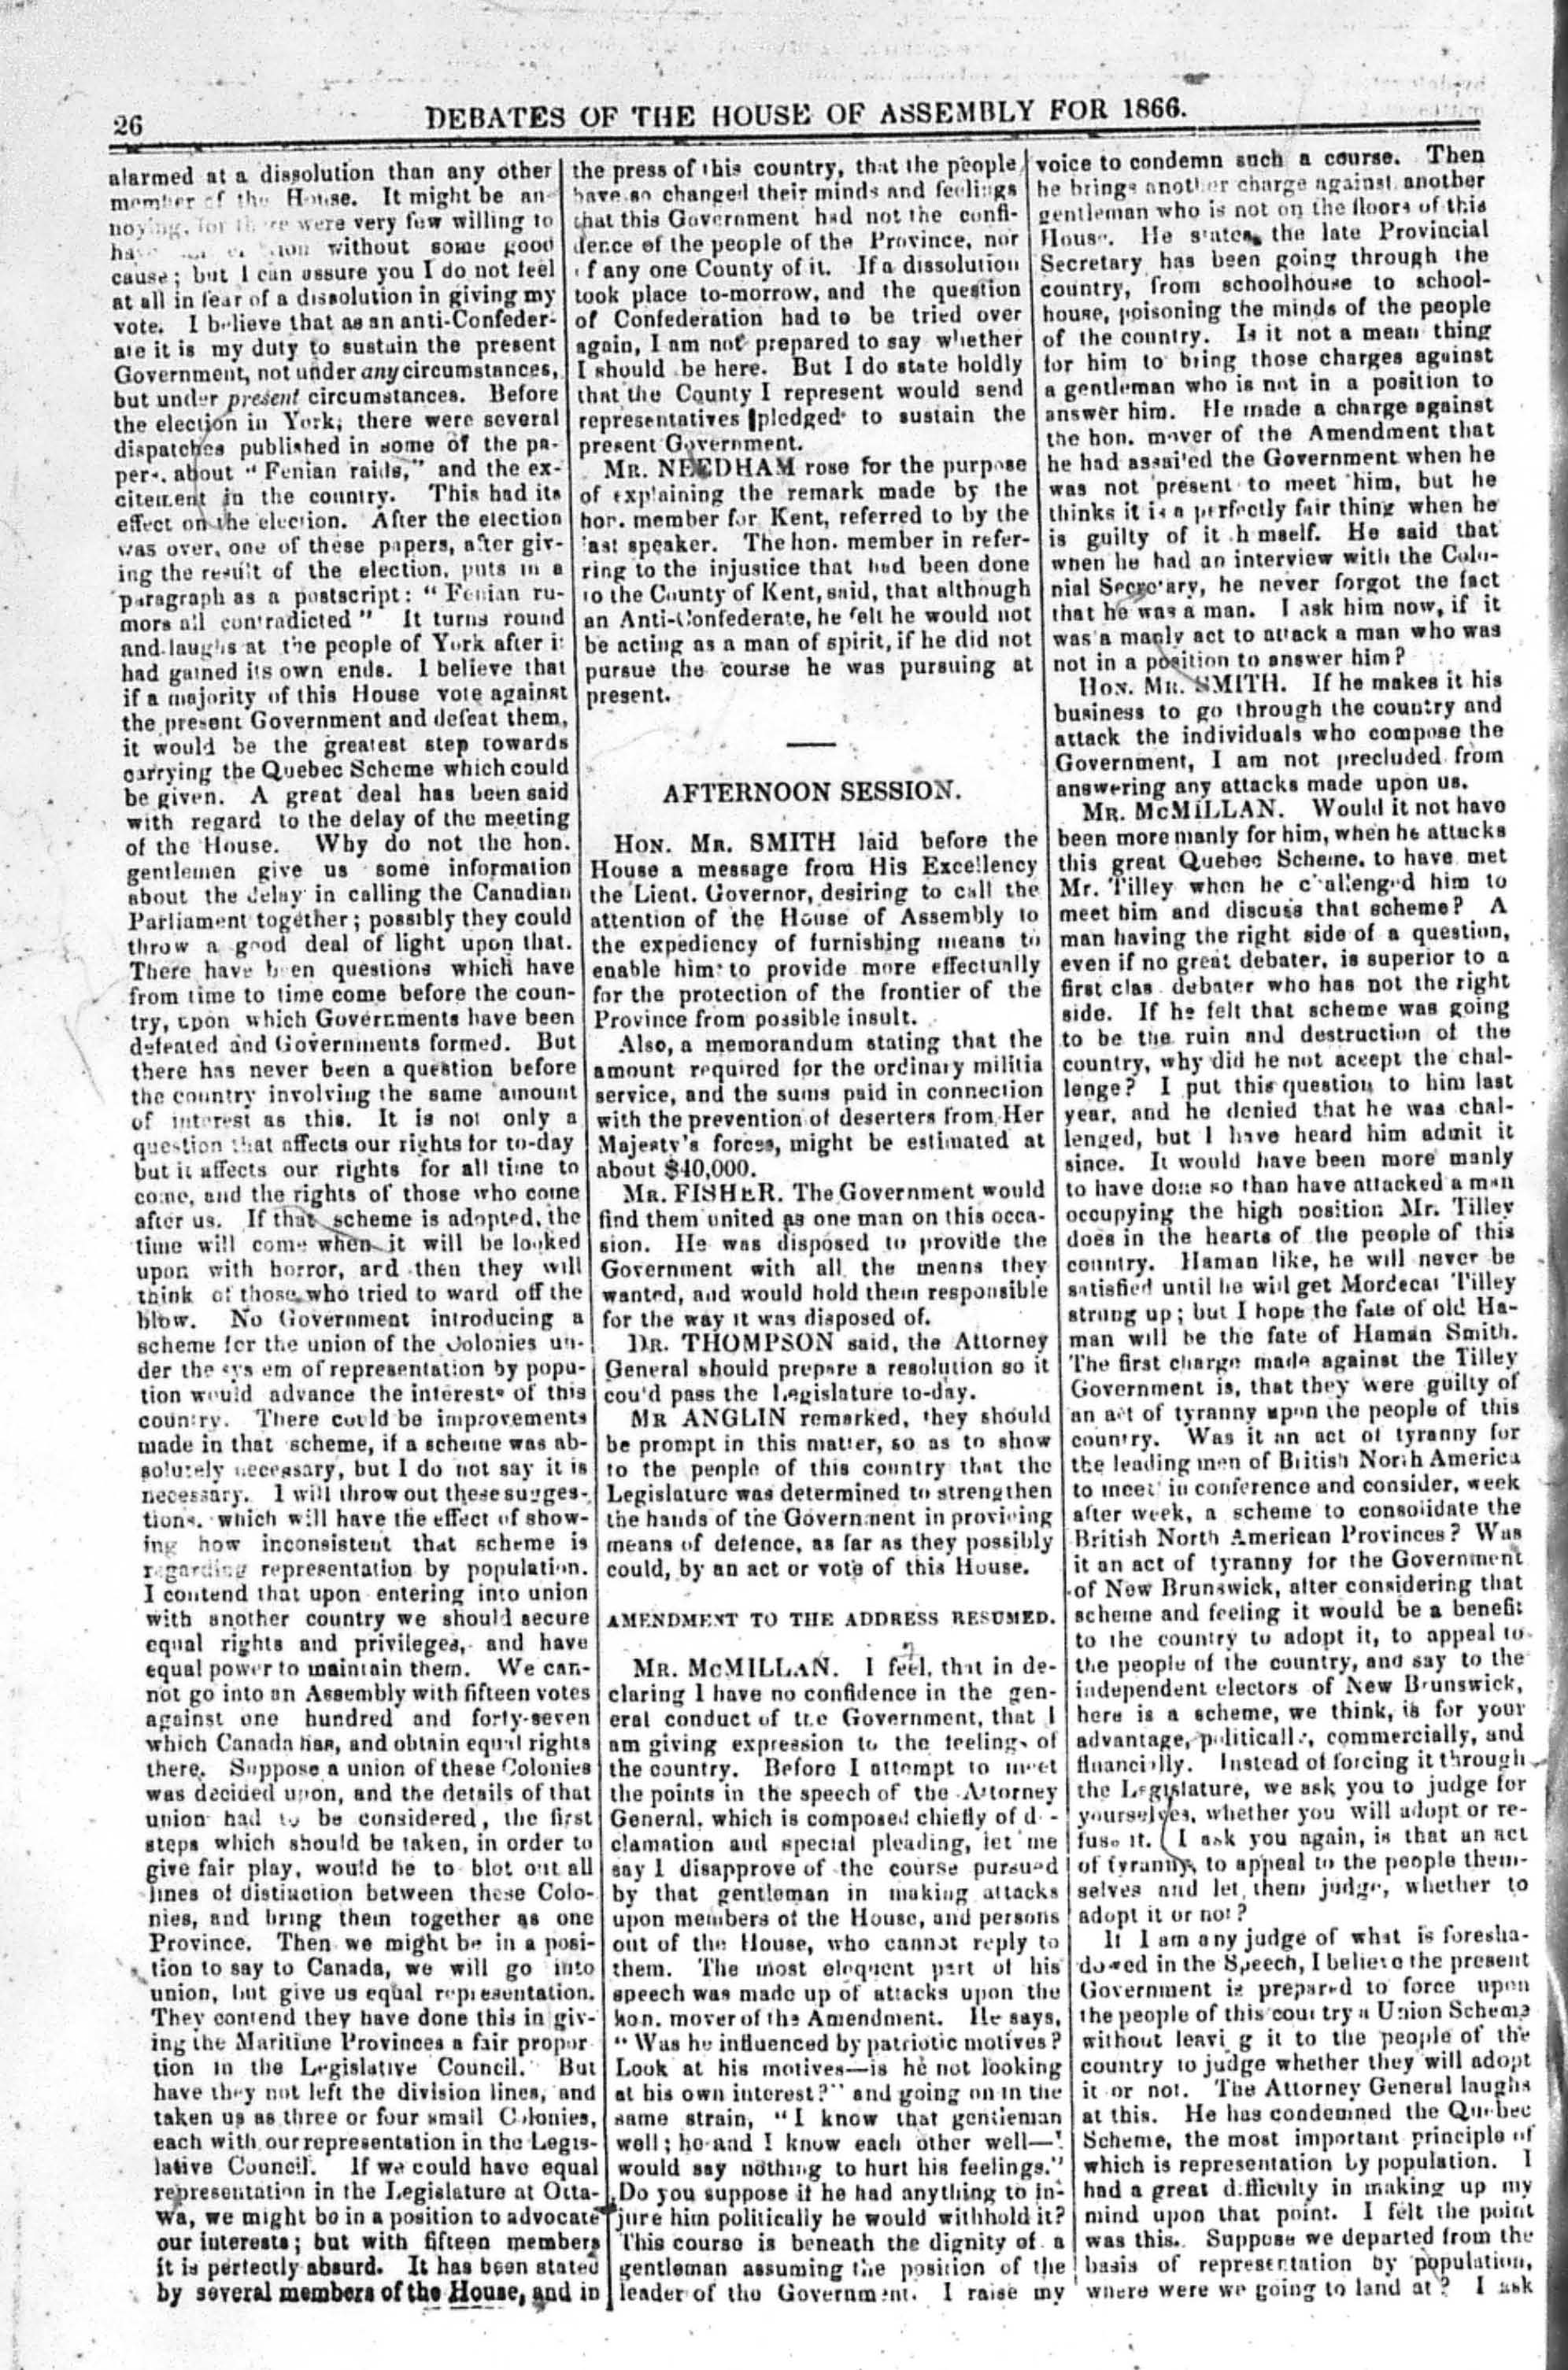 26
DEBATES OF THE HOUSE OF ASSEMBLY FOR 1866.
alarmed at a dissolution than any other
member of the House. It might be an-
noying, for there were very few willing to
without some good
cause; but I can assure you I do not feel
at all in fear of a dissolution in giving my
vote. I believe that as an anti-Confeder-
ate it is my duty to sustain the present
Government, not under any circumstances,
but under present circumstances. Before
the election in York, there were several
dispatches published in some of the pa-
pers, about "Fenian raids," and the ex-
citement in the country. This had its
effect on the election. After the election
was over, one of these papers, after giv-
ing the result of the election, puts in a
paragraph as a postscript: "Fenian ru-
mors all contradicted" It turns round
and laughs at the people of York after it
had gained its own ends. I believe that
if a majority of this House vote against
the present Government and defeat them,
it would be the greatest step towards
carrying the Quebec Scheme which could
be given. A great deal has been said
with regard to the delay of the meeting
of the House. Why do not the hon.
gentlemen give us some information
about the delay in calling the Canadian
Parliament together; possibly they could
throw a good deal of light upon that.
There have been questions which have
from time to time come before the coun-
try, upon which Governments have been
defeated and Governments formed. But
there has never been a question before
the country involving the same amount
of interest as this. It is not only a
question that affects our rights for to-day
but it affects our rights for all time to
come, and the rights of those who come
after us. If that scheme is adopted, the
time will come when it will be looked
upon with horror, and then they will
think of those who tried to ward off the
blow. No Government introducing a
scheme for the union of the Colonies un-
der the system of representation by popu-
tion would advance the interests of this
country. There could be improvements
made in that scheme, if a scheme was ab-
solutely necessary, but I do not say it is
necessary. I will throw out these sugges-
tions, which will have the effect of show-
ing how inconsistent that scheme is
regarding representation by population.
I contend that upon entering into union
with another country we should secure
equal rights and privileges, and have
equal power to maintain them. We can-
not go into an Assembly with fifteen votes
against one hundred and forty-seven
which Canada has, and obtain equal rights
there. Suppose a union of these Colonies
was decided upon, and the details of that
union had to be considered, the first
steps which should be taken, in order to
give fair play, would be to blot out all
lines of distinction between these Colo-
nies, and bring them together as one
Province. Then we might be in a posi-
tion to say to Canada, we will go into
union, but give us equal representation.
They contend they have done this in giv-
ing the Maritime Provinces a fair propor
tion in the Legislative Council. But
have they not left the division lines, and
taken us as three or four small Colonies,
each with our representation in the Legis-
lative Council. If we could have equal
representation in the Legislature at Otta-
wa, we might be in a position to advocate
our interests; but with fifteen members
it is perfectly absurd. It has been stated
by several members of the House, and in
the press of this country, that the people
have so changed their minds and feelings
that this Government had not the confi-
dence of the people of the Province, nor
of any one County of it. If a dissolution
took place to-morrow, and the question
of Confederation had to be tried over
again, I am not prepared to say whether
I should be here. But I do state boldly
that the County I represent would send
representatives pledged to sustain the
present Government.
MR. NEEDHAM rose for the purpose
of explaining the remark made by the
hon. member for Kent, referred to by the
last speaker. The hon. member in refer-
ring to the injustice that had been done
to the County of Kent, said, that although
an Anti-Confederate, he felt he would not
be acting as a man of spirit, if he did not
pursue the course he was pursuing at
present.
AFTERNOON SESSION.
HON. MR. SMITH laid before the
House a message from His Excellency
the Lieut. Governor, desiring to call the
attention of the House of Assembly to
the expediency of furnishing means to
enable him to provide more effectually
for the protection of the frontier of the
Province from possible insult.
Also, a memorandum stating that the
amount required for the ordinary militia
service, and the sums paid in connection
with the prevention of deserters from Her
Majesty's forces, might be estimated at
about $40,000.
MR. FISHER. The Government would
find them united as one man on this occa-
sion. He was disposed to provide the
Government with all the means they
wanted, and would hold them responsible
for the way it was disposed of.
DR. THOMPSON said, the Attorney
General should prepare a resolution so it
cou'd pass the Legislature to-day.
MR ANGLIN remarked, they should
be prompt in this matter, so as to show
to the people of this country that the
Legislature was determined to strengthen
the hands of the Government in providing
means of defence, as far as they possibly
could, by an act or vote of this House.
AMENDMENT TO THE ADDRESS RESUMED.
MR. McMILLAN. I feel, that in de-
claring I have no confidence in the gen-
eral conduct of the Government, that I
am giving expression to the feelings of
the country. Before I attempt to meet
the points in the speech of the Attorney
General, which is composed chiefly of de-
clamation and special pleading, let me
say I disapprove of the course pursued
by that gentleman in making attacks
upon members of the House, and persons
out of the House, who cannot reply to
them. The most eloquent part of his
speech was made up of attacks upon the
hon. mover of the Amendment. He says,
"Was he influenced by patriotic motives?
Look at his motives—is he not looking
at his own interest?" and going on in the
same strain, "I know that gentleman
well; he and I know each other well—I
would say nothing to hurt his feelings."
Do you suppose if he had anything to in-
jure him politically he would withhold it?
This course is beneath the dignity of a
gentleman assuming the position of the
leader of the Government. I raise my
voice to condemn such a course. Then
he brings another charge against another
gentleman who is not on the floors of this
House. He states, the late Provincial
Secretary has been going through the
country, from schoolhouse to school-
house, poisoning the minds of the people
of the country. Is it not a mean thing
for him to bring those charges against
a gentleman who is not in a position to
answer him. He made a charge against
the hon. mover of the Amendment that
he had assailed the Government when he
was not present to meet him, but he
thinks it is a perfectly fair thing when he
is guilty of it h mself. He said that
when he had an interview with the Colo-
nial Secretary, he never forgot the fact
that he was a man. I ask him now, if it
was a manly act to attack a man who was
not in a position to answer him?
HON. MR. SMITH. If he makes it his
business to go through the country and
attack the individuals who compose the
Government, I am not precluded from
answering any attacks made upon us.
MR. McMILLAN. Would it not have
been more manly for him, when he attacks
this great Quebec Scheme, to have met
Mr. Tilley when he challenged him to
meet him and discuss that scheme? A
man having the right side of a question,
even if no great debater, is superior to a
first clas debater who has not the right
side. If he felt that scheme was going
to be the ruin and destruction of the
country, why did he not accept the chal-
lenge? I put this question to him last
year, and he denied that he was chal-
lenged, but I have heard him admit it
since. It would have been more manly
to have done so than have attacked a man
occupying the high position Mr. Tilley
does in the hearts of the people of this
country. Haman like, he will never be
satisfied until he will get Mordecai Tilley
strung up; but I hope the fate of old Ha-
man will be the fate of Haman Smith.
The first charge made against the Tilley
Government is, that they were guilty of
an act of tyranny upon the people of this
country. Was it an act of tyranny for
the leading men of British North America
to meet in conference and consider, week
after week, a scheme to consolidate the
British North American Provinces? Was
it an act of tyranny for the Government
of New Brunswick, after considering that
scheme and feeling it would be a benefit
to the country to adopt it, to appeal to
the people of the country, and say to the
independent electors of New Brunswick,
here is a scheme, we think, is for your
advantage, politically, commercially, and
financially. Instead of forcing it through
the Legislature, we ask you to judge for
yourselves, whether you will adopt or re-
fuse it. I ask you again, is that an act
of tyranny, to appeal to the people them-
selves and let them judge, whether to
adopt it or not?
If I am any judge of what is foresha-
dowed in the Speech, I believe the present
Government is prepared to force upon
the people of this country a Union Scheme
without leavi g it to the people of the
country to judge whether they will adopt
it or not. The Attorney General laughs
at this. He has condemned the Quebec
Scheme, the most important principle of
which is representation by population. I
had a great difficulty in making up my
mind upon that point. I felt the point
was this. Suppose we departed from the
basis of representation by population,
where were we going to land at? I ask